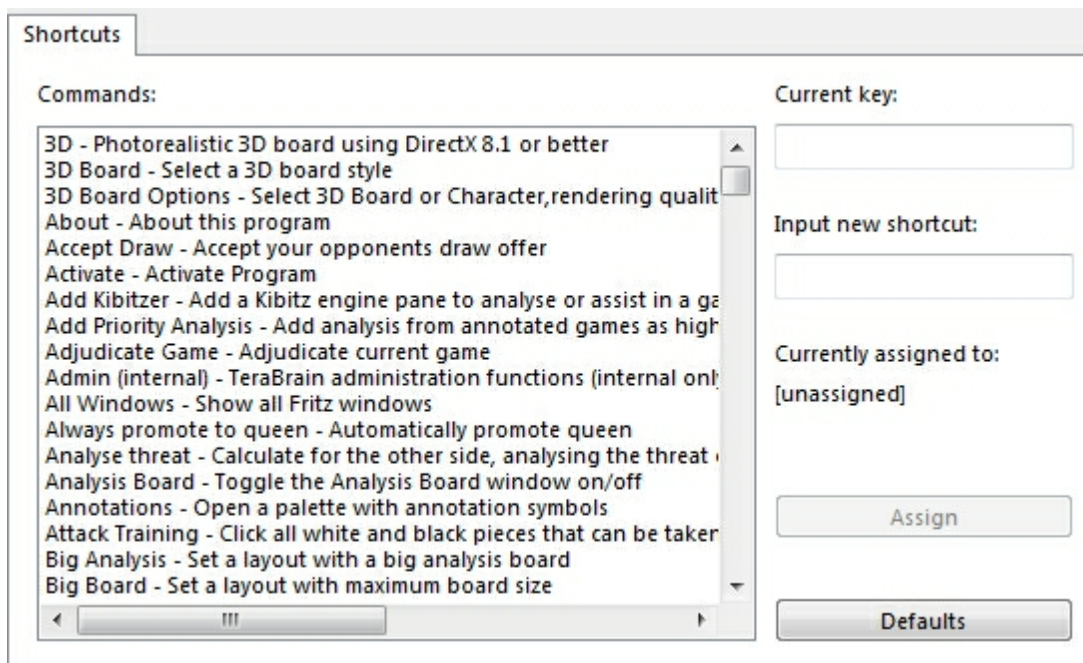 Shortcuts
Commands:
3D - Photorealistic 3D board using DirectX 8.1 or better
3D Board - Select a 3D board style
3D Board Options - Select 3D Board or Character,rendering qualit
About - About this program
Accept Draw - Accept your opponents draw offer
Activate - Activate Program
Add Kibitzer - Add a Kibitz engine pane to analyse or assist in a ga
Add Priority Analysis - Add analysis from annotated games as high
Adjudicate Game - Adjudicate current game
Admin (internal) - TeraBrain administration functions (internal only
All Windows - Show all Fritz windows
Always promote to queen - Automatically promote queen
Analyse threat - Calculate for the other side, analysing the threat
Analysis Board - Toggle the Analysis Board window on/off
Annotations - Open a palette with annotation symbols
Attack Training - Click all white and black pieces that can be taken
Big Analysis - Set a layout with a big analysis board
Big Board - Set a layout with maximum board size
Current key:
Input new shortcut:
Currently assigned to:
[unassigned]
Assign
Defaults